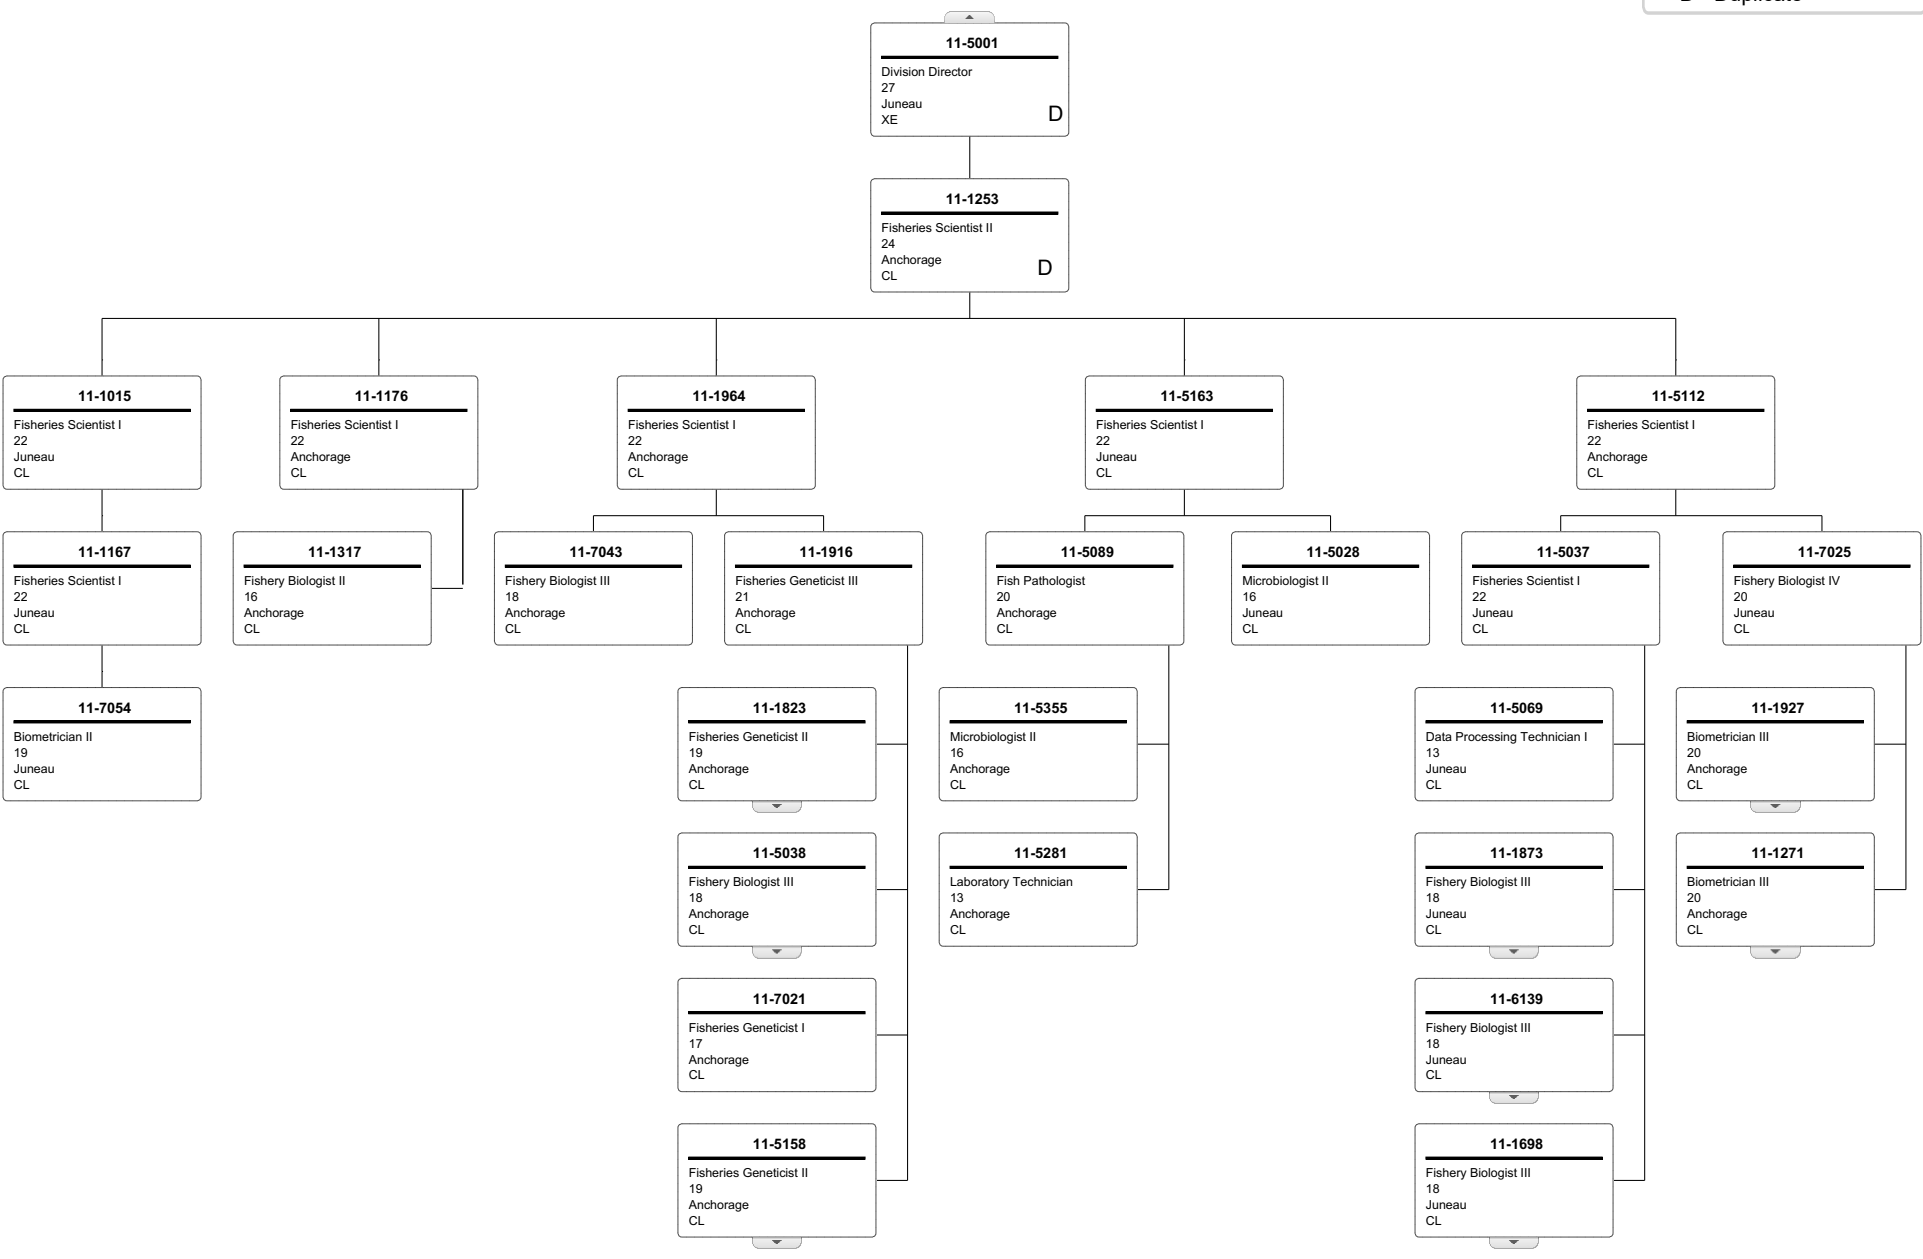 11-5001
Division Director
27
Juneau
XE
D
11-1253
Fisheries Scientist II
24
Anchorage
CL
D
11-1015
Fisheries Scientist I
22
Juneau
CL
11-1176
Fisheries Scientist I
22
Anchorage
CL
11-1964
Fisheries Scientist I
22
Anchorage
CL
11-5163
Fisheries Scientist I
22
Juneau
CL
11-5112
Fisheries Scientist I
22
Anchorage
CL
11-1167
Fisheries Scientist I
22
Juneau
CL
11-1317
Fishery Biologist II
16
Anchorage
CL
11-7043
Fishery Biologist III
18
Anchorage
CL
11-1916
Fisheries Geneticist III
21
Anchorage
CL
11-5089
Fish Pathologist
20
Anchorage
CL
11-5028
Microbiologist II
16
Juneau
CL
11-5037
Fisheries Scientist I
22
Juneau
CL
11-7025
Fishery Biologist IV
20
Juneau
CL
11-7054
Biometrician II
19
Juneau
CL
11-1823
Fisheries Geneticist II
19
Anchorage
CL
11-5355
Microbiologist II
16
Anchorage
CL
11-5069
Data Processing Technician I
13
Juneau
CL
11-1927
Biometrician III
20
Anchorage
CL
11-5038
Fishery Biologist III
18
Anchorage
CL
11-5281
Laboratory Technician
13
Anchorage
CL
11-1873
Fishery Biologist III
18
Juneau
CL
11-1271
Biometrician III
20
Anchorage
CL
11-7021
Fisheries Geneticist I
17
Anchorage
CL
11-6139
Fishery Biologist III
18
Juneau
CL
11-5158
Fisheries Geneticist II
19
Anchorage
CL
11-1698
Fishery Biologist III
18
Juneau
CL